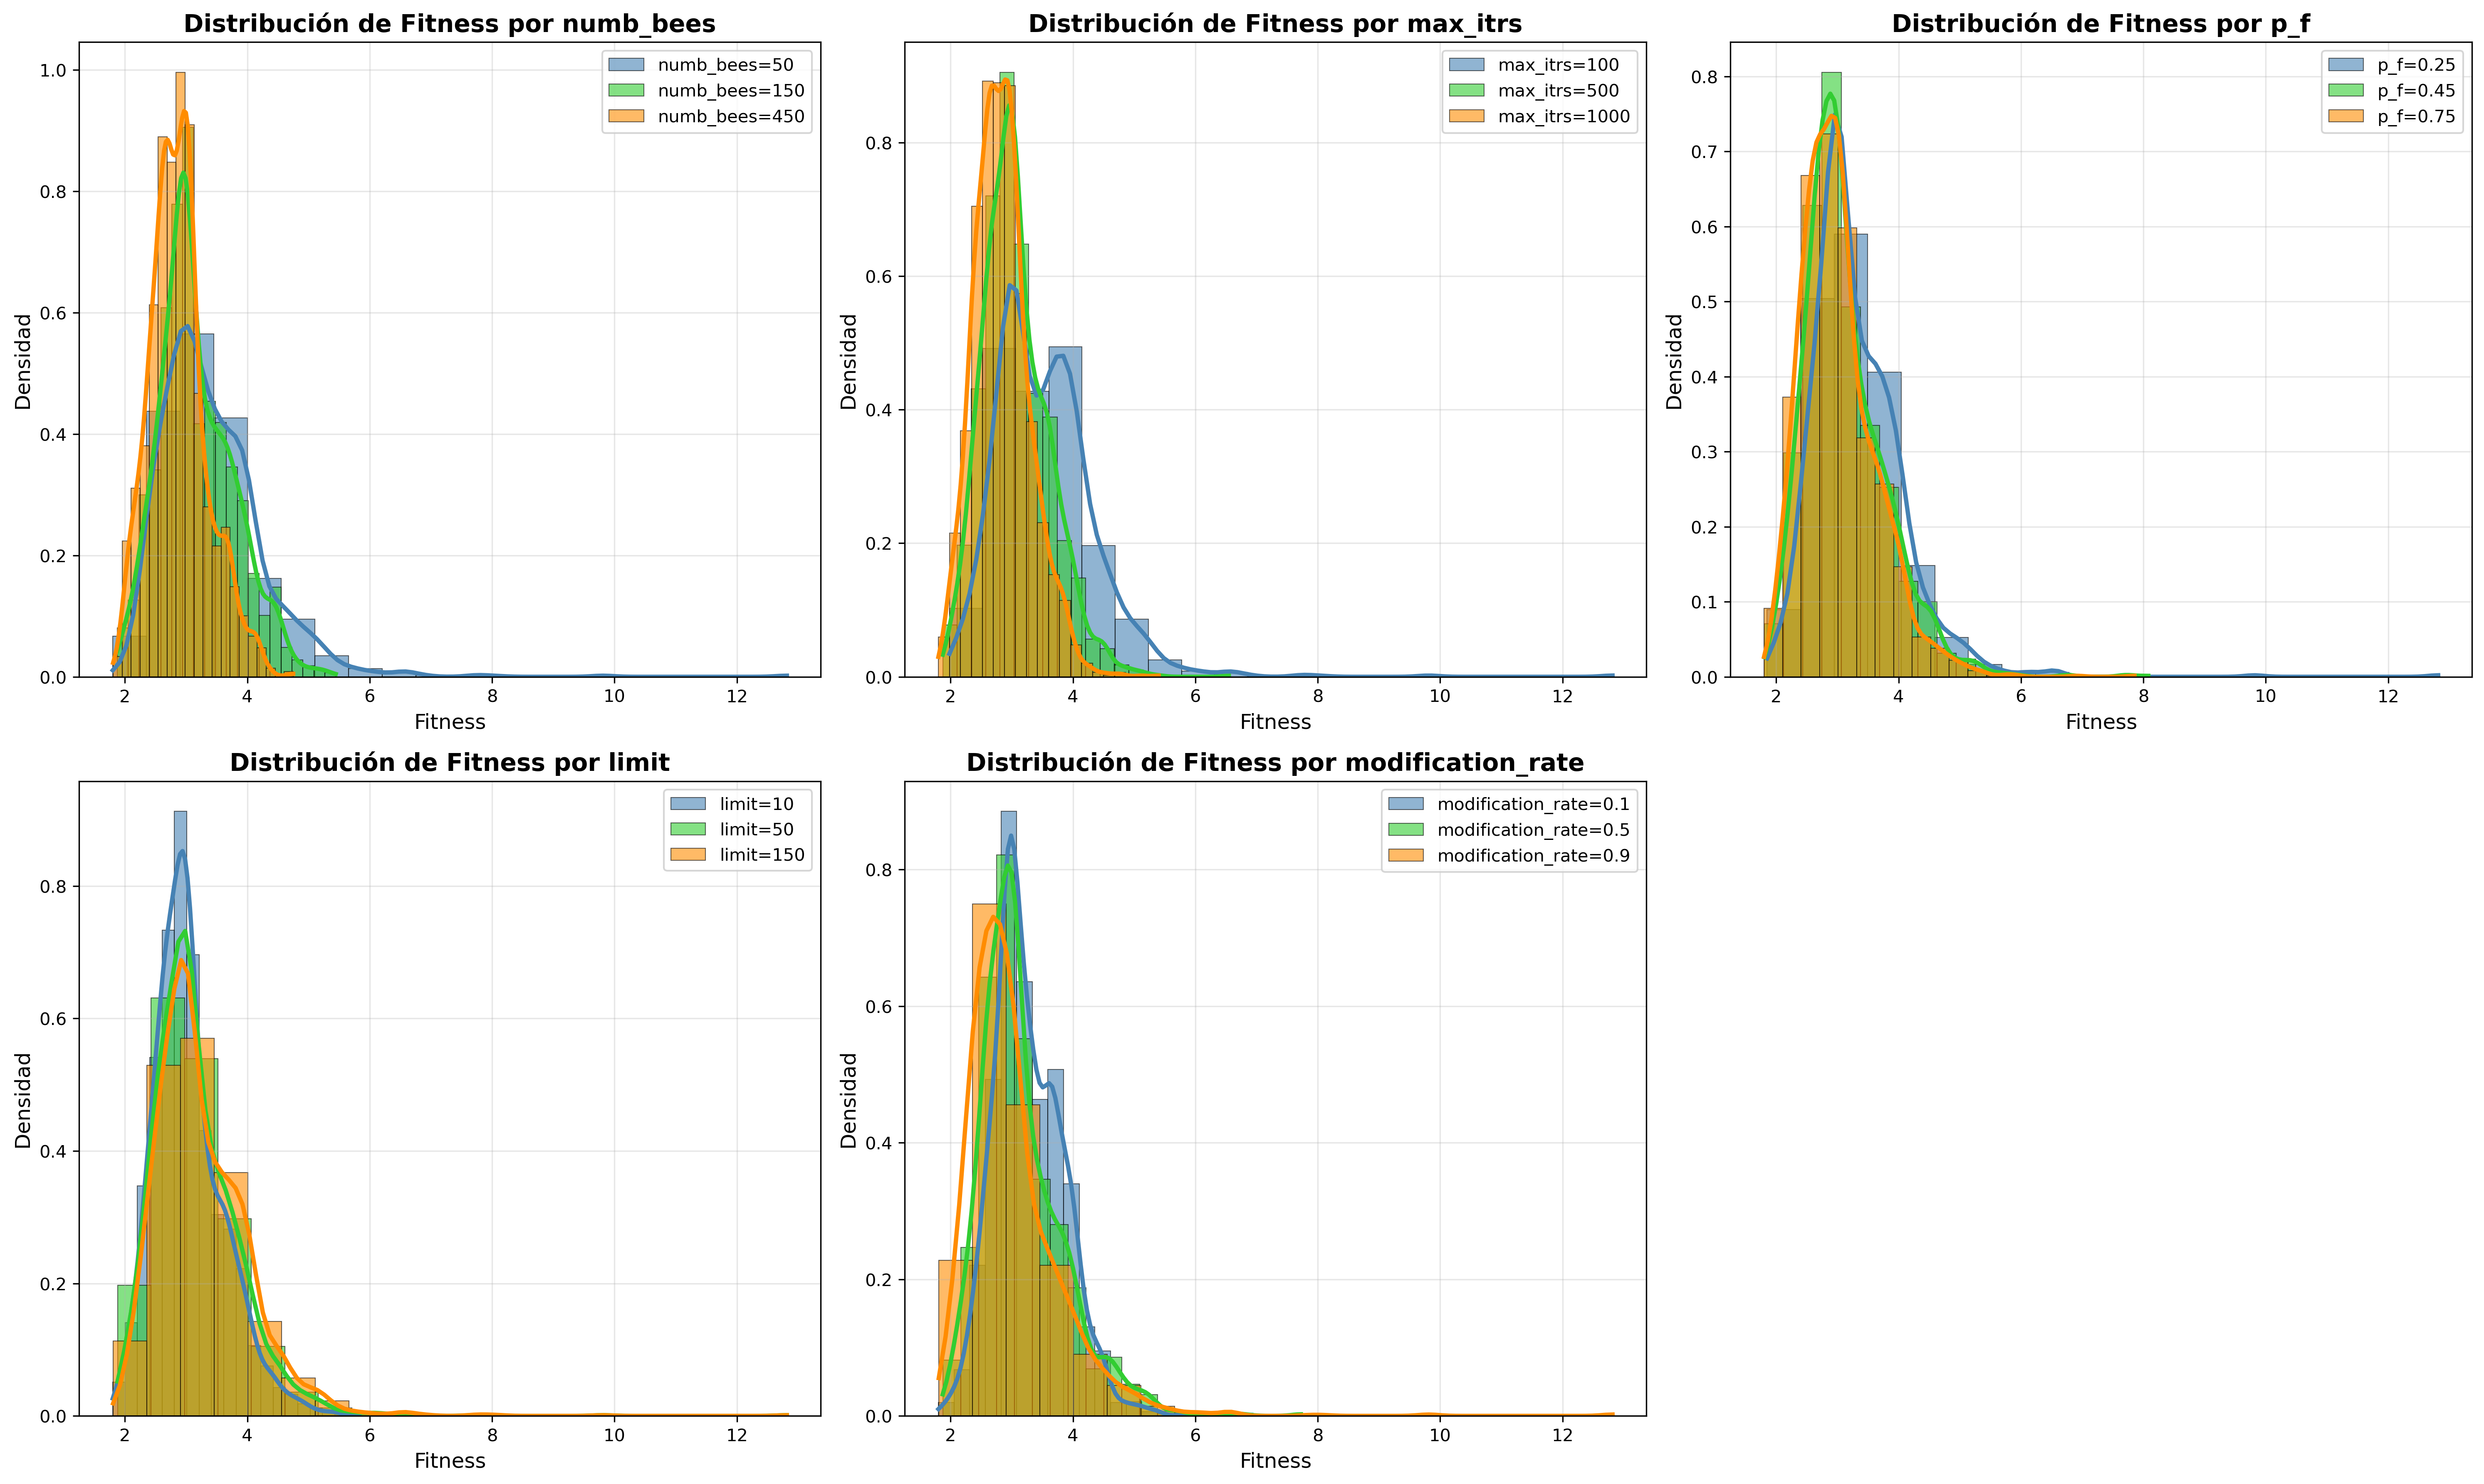 Distribución de Fitness por numb_bees
numb_bees=50
numb_bees=150
numb_bees=450
1.0
0.8
0.6
0.4
0.2
0.0
Densidad
2 4 6 8 10 12
Fitness
Distribución de Fitness por max_itrs
max_itrs=100
max_itrs=500
max_itrs=1000
0.8
0.6
0.4
0.2
0.0
Densidad
2 4 6 8 10 12
Fitness
Distribución de Fitness por p_f
p_f=0.25
p_f=0.45
p_f=0.75
0.8
0.7
0.6
0.5
0.4
0.3
0.2
0.1
0.0
Densidad
2 4 6 8 10 12
Fitness
Distribución de Fitness por limit
limit=10
limit=50
limit=150
0.8
0.6
0.4
0.2
0.0
Densidad
2 4 6 8 10 12
Fitness
Distribución de Fitness por modification_rate
modification_rate=0.1
modification_rate=0.5
modification_rate=0.9
0.8
0.6
0.4
0.2
0.0
Densidad
2 4 6 8 10 12
Fitness